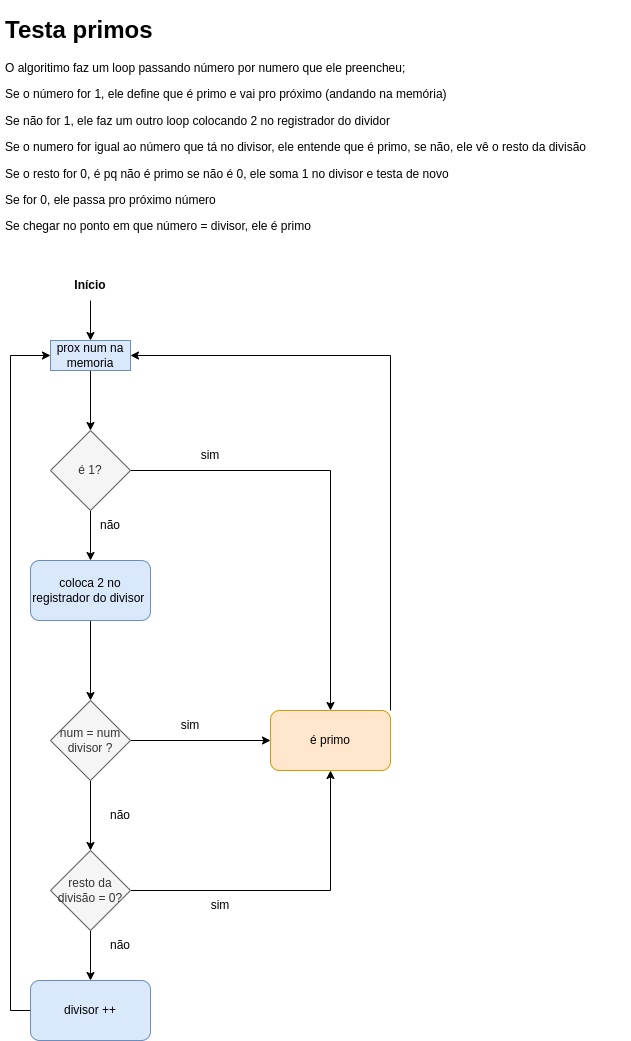 Testa primos
O algoritimo faz um loop passando número por numero que ele preencheu;
Se o número for 1, ele define que é primo e vai pro próximo (andando na memória)
Se não for 1, ele faz um outro loop colocando 2 no registrador do dividor
Se o numero for igual ao número que tá no divisor, ele entende que é primo, se não, ele vê o resto da divisão
Se o resto for 0, é pq não é primo se não é 0, ele soma 1 no divisor e testa de novo
Se for 0, ele passa pro próximo número
Se chegar no ponto em que número = divisor, ele é primo
Início
prox num na
memoria
é 1?
sim
não
coloca 2 no
registrador do divisor
num = num
divisor ?
sim
é primo
não
resto da
divisão = 0?
sim
não
divisor ++